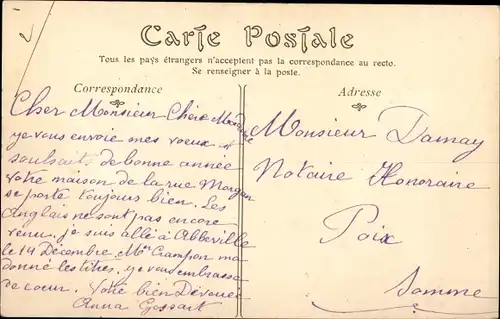 Carte Postale
Tous les pays étrangers n'acceptent pas la correspondance au recto.
Se renseigner à la poste.
Correspondance
Adresse
Cher Monsieur Chère Madame
je vous envoie mes voeux et
souhaits de bonne année
votre maison de la rue Morgan
se porte toujours bien. Les
Anglais ne sont pas encore
venu. je suis allé à Abbeville
le 14 Décembre. Me Crampon ma
donné les titres. je vous embrasse
de coeur. Votre bien Dévouée
Anna Gossart
Monsieur Damay
Notaire Honoraire
Poix
Somme